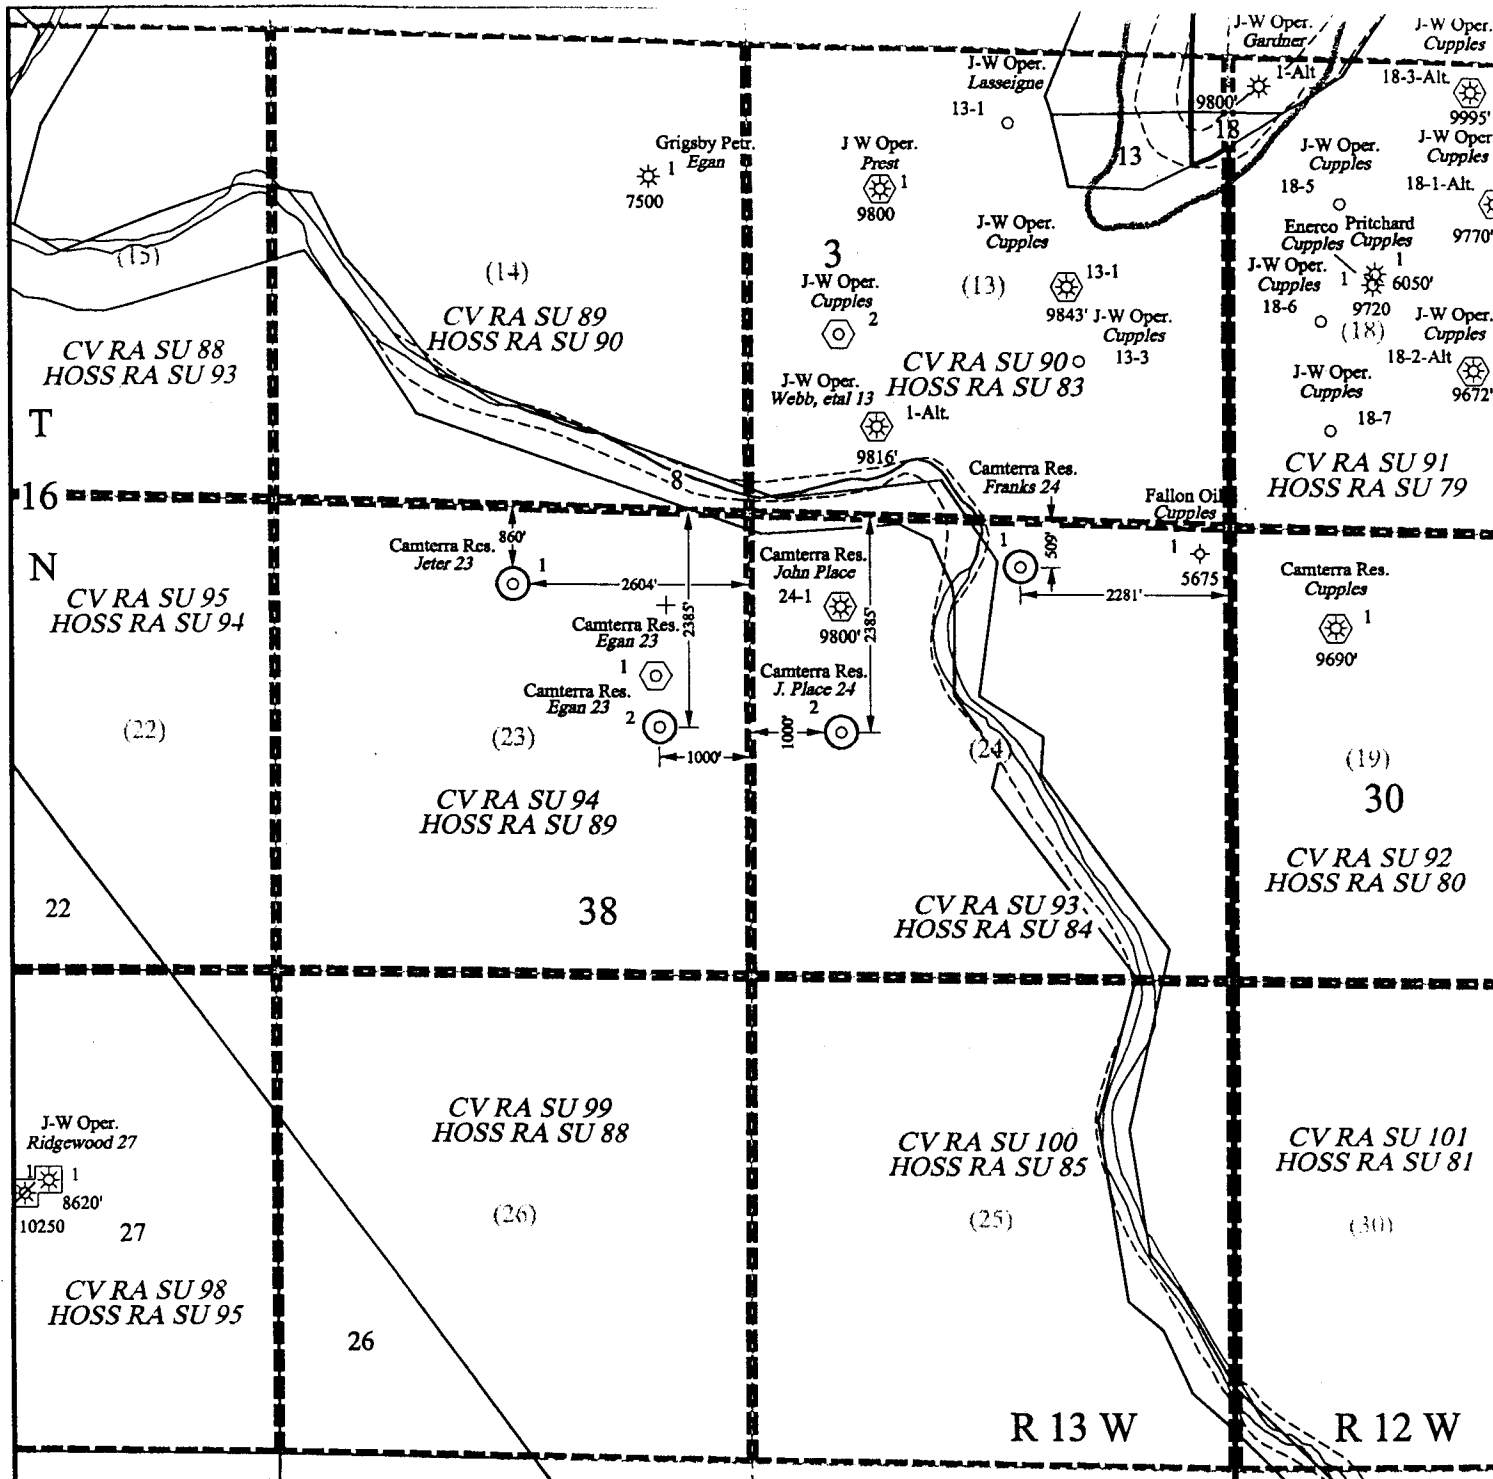 J-W Oper.
Gardner
1-Alt
9800'
18
J-W Oper.
Cupples
18-3-Alt.
9995'
J-W Oper.
Lasseigne
13-1
13
Grigsby Petr.
Egan
1
7500
J W Oper.
Prest
1
9800
3
J-W Oper.
Cupples
18-5
J-W Oper
Cupples
18-1-Alt.
9770'
J-W Oper.
Cupples
13-1
9843'
Enerco
Cupples
1
9720
Pritchard
Cupples
1
6050'
(15)
(14)
(13)
J-W Oper.
Cupples
2
J-W Oper.
Cupples
18-6
(18)
J-W Oper.
Cupples
18-2-Alt
9672'
CV RA SU 88
HOSS RA SU 93
CV RA SU 89
HOSS RA SU 90
J-W Oper.
Cupples
13-3
CV RA SU 90
HOSS RA SU 83
J-W Oper.
Cupples
18-7
J-W Oper.
Webb, etal 13
1-Alt.
9816'
T
16
N
8
Camterra Res.
Franks 24
1
509'
2281'
Fallon Oil
Cupples
1
5675
CV RA SU 91
HOSS RA SU 79
Camterra Res.
Jeter 23
1
860'
2604'
2385'
Camterra Res.
John Place
24-1
9800'
2385'
Camterra Res.
Cupples
1
9690'
CV RA SU 95
HOSS RA SU 94
Camterra Res.
Egan 23
1
Camterra Res.
Egan 23
2
1000'
Camterra Res.
J. Place 24
2
1000'
(22)
(23)
(24)
(19)
30
CV RA SU 94
HOSS RA SU 89
CV RA SU 92
HOSS RA SU 80
22
38
CV RA SU 93
HOSS RA SU 84
J-W Oper.
Ridgewood 27
1
1
8620'
10250
27
CV RA SU 99
HOSS RA SU 88
CV RA SU 100
HOSS RA SU 85
CV RA SU 101
HOSS RA SU 81
(26)
(25)
(30)
CV RA SU 98
HOSS RA SU 95
26
R 13 W
R 12 W